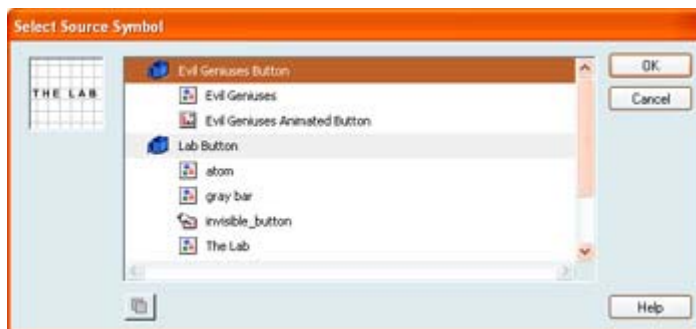 Select Source Symbol
THE LAB
Evil Geniuses Button
Evil Geniuses
Evil Geniuses Animated Button
Lab Button
atom
gray bar
invisible_button
The Lab
OK
Cancel
Help